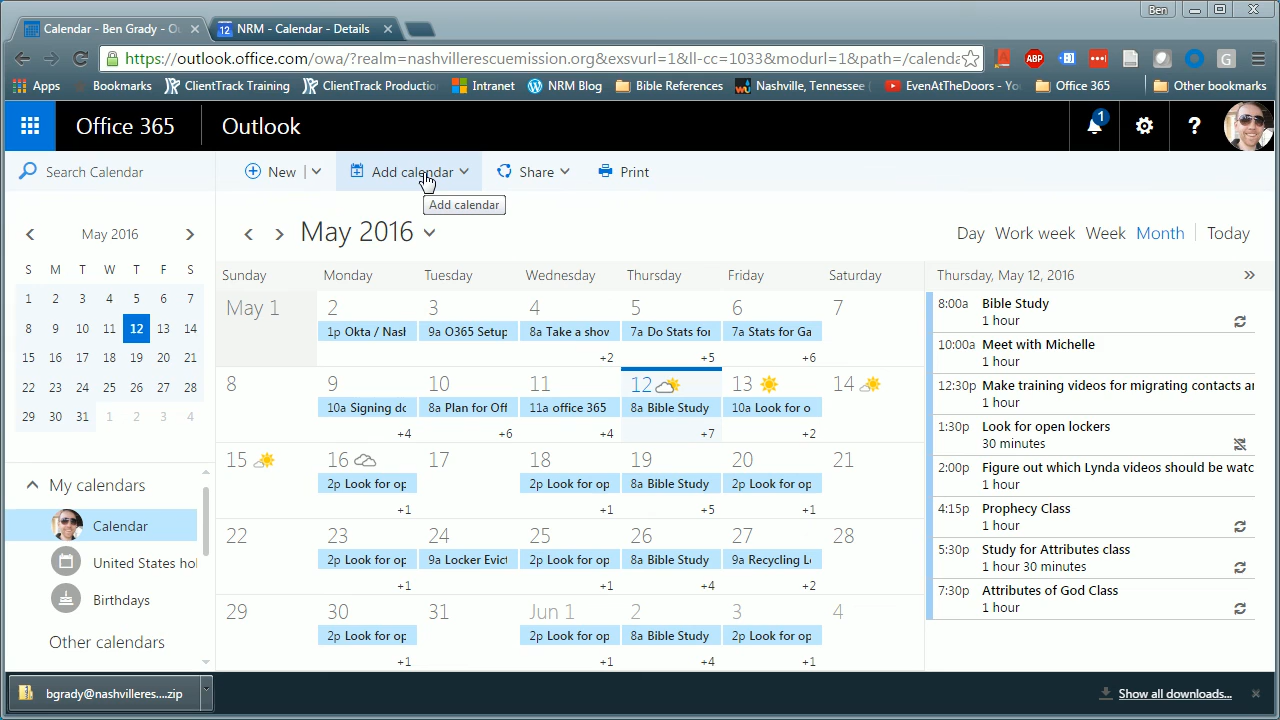 Ben
Calendar - Ben Grady - O
NRM - Calendar - Details
https://outlook.office.com/owa/?realm=nashvillerescuemission.org&exsvurl=1&ll-cc=1033&modurl=1&path=/calenda
Apps Bookmarks ClientTrack Training ClientTrack Productio Intranet NRM Blog Bible References Nashville, Tennessee EvenAtTheDoors - Yo Office 365 Other bookmarks
Office 365 Outlook
1
?
Search Calendar
New Add calendar Share Print
Add calendar
May 2016
S M T W T F S
1 2 3 4 5 6 7
8 9 10 11 12 13 14
15 16 17 18 19 20 21
22 23 24 25 26 27 28
29 30 31 1 2 3 4
My calendars
Calendar
United States hol
Birthdays
Other calendars
May 2016
Day Work week Week Month Today
Sunday Monday Tuesday Wednesday Thursday Friday Saturday
May 1 2 3 4 5 6 7
1p Okta / Nasl 9a O365 Setup 8a Take a shov 7a Do Stats for 7a Stats for Ga
+2 +5 +6
8 9 10 11 12 13 14
10a Signing dc 8a Plan for Off 11a office 365 8a Bible Study 10a Look for o
+4 +6 +4 +7 +2
15 16 17 18 19 20 21
2p Look for op 2p Look for op 8a Bible Study 2p Look for op
+1 +1 +5 +1
22 23 24 25 26 27 28
2p Look for op 9a Locker Evict 2p Look for op 8a Bible Study 9a Recycling L
+1 +1 +4 +2
29 30 31 Jun 1 2 3 4
2p Look for op 2p Look for op 8a Bible Study 2p Look for op
+1 +1 +4 +1
Thursday, May 12, 2016
8:00a Bible Study
1 hour
10:00a Meet with Michelle
1 hour
12:30p Make training videos for migrating contacts ar
1 hour
1:30p Look for open lockers
30 minutes
2:00p Figure out which Lynda videos should be watc
1 hour
4:15p Prophecy Class
1 hour
5:30p Study for Attributes class
1 hour 30 minutes
7:30p Attributes of God Class
1 hour
bgrady@nashvilleres....zip
Show all downloads...